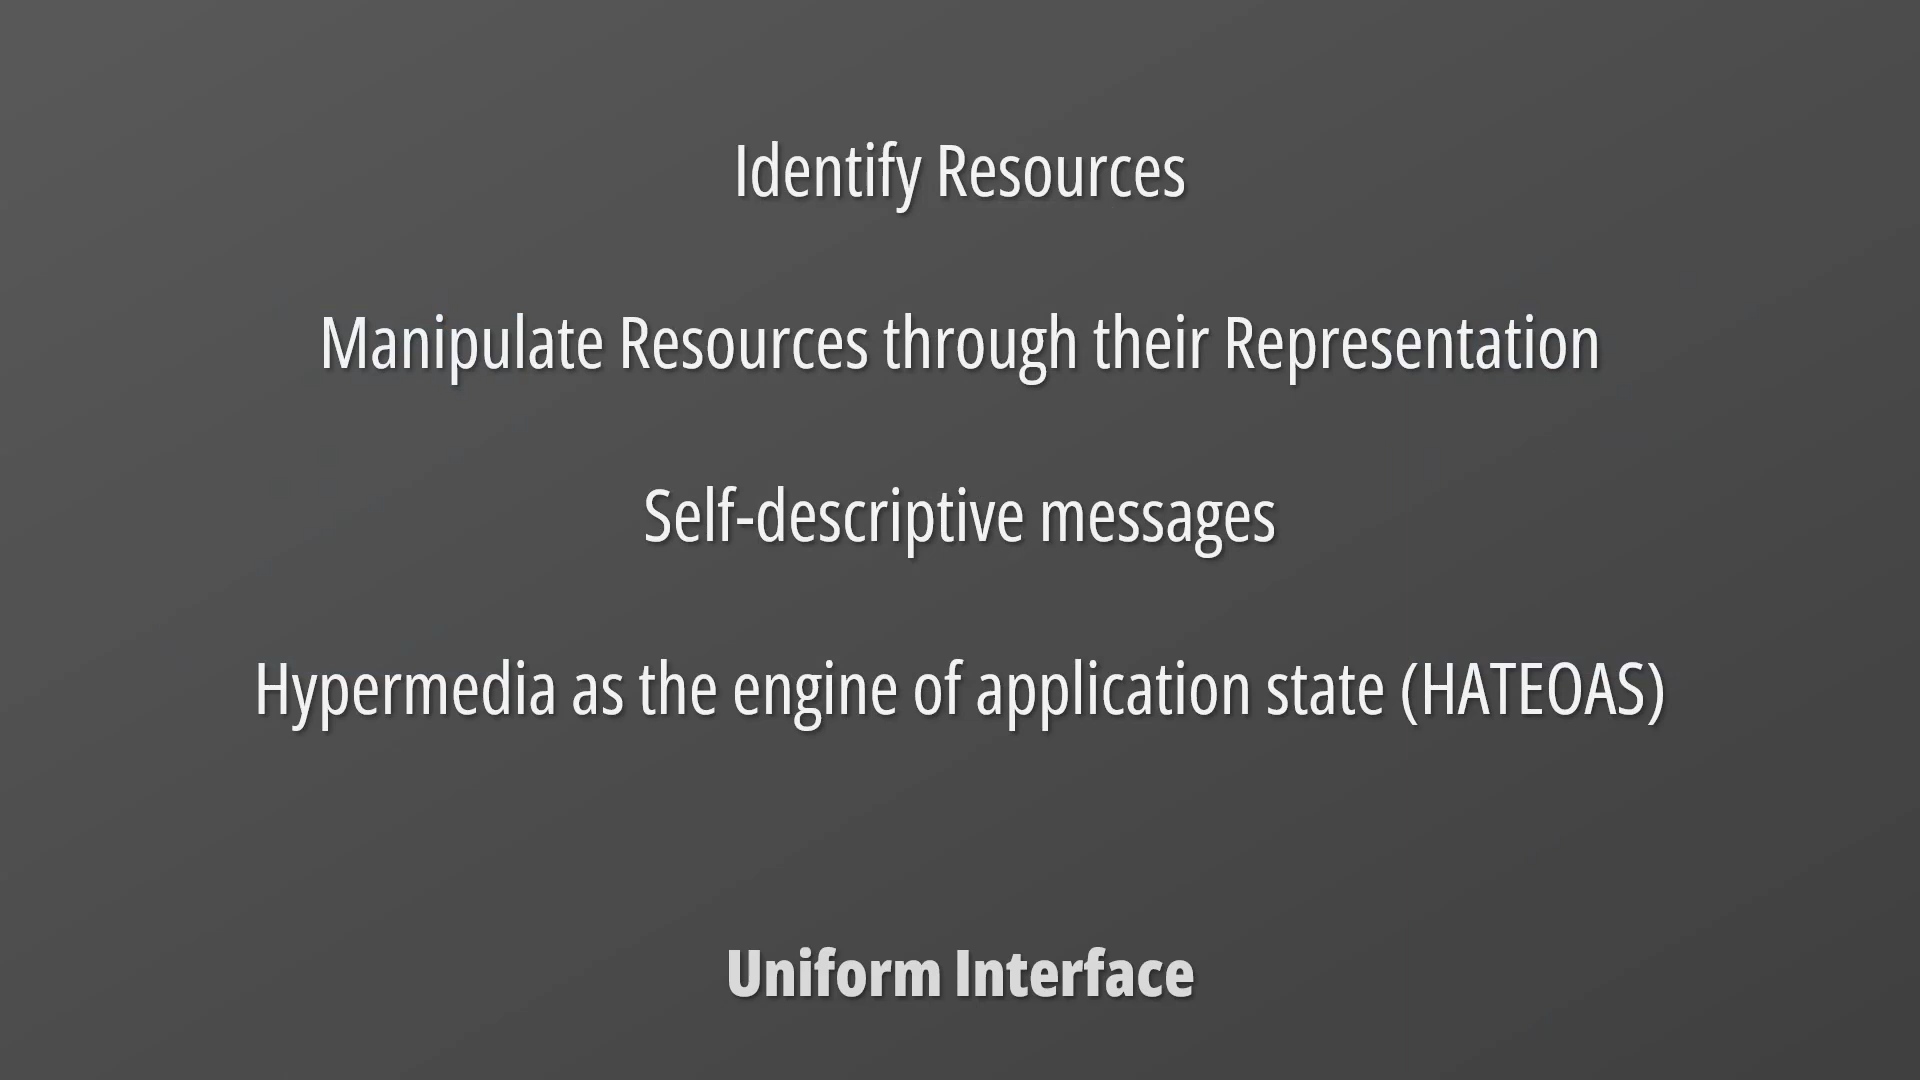 Identify Resources
Manipulate Resources through their Representation
Self-descriptive messages
Hypermedia as the engine of application state (HATEOAS)
Uniform Interface